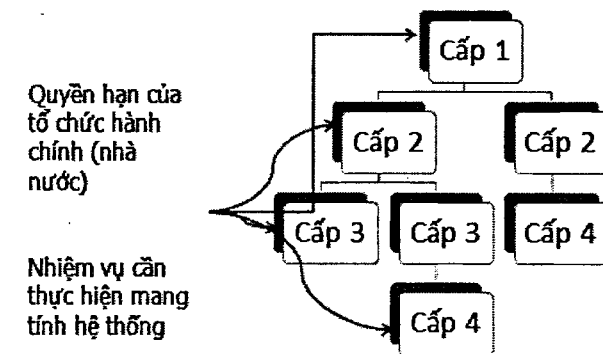 Cấp 1
Quyền hạn của
tổ chức hành
chính (nhà
nước)
Cấp 2
Cấp 2
Cấp 3
Cấp 3
Cấp 4
Nhiệm vụ cần
thực hiện mang
tính hệ thống
Cấp 4